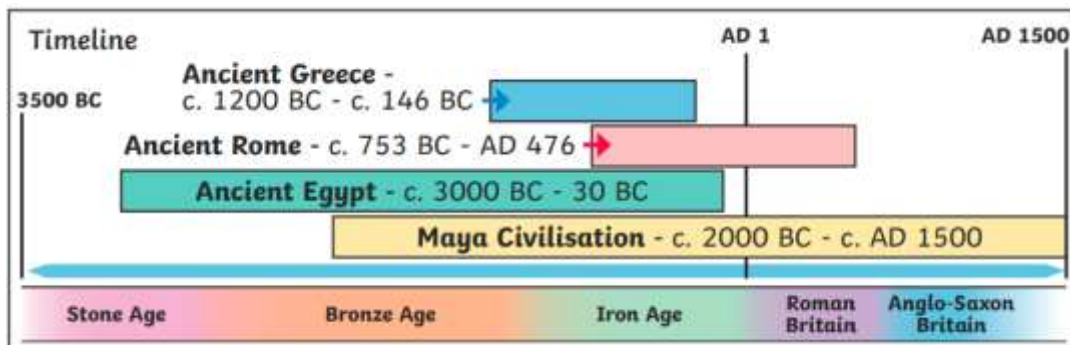 Timeline
AD 1
AD 1500
3500 BC
Ancient Greece -
c. 1200 BC - c. 146 BC
Ancient Rome - c. 753 BC - AD 476
Ancient Egypt - c. 3000 BC - 30 BC
Maya Civilisation - c. 2000 BC - c. AD 1500
Stone Age
Bronze Age
Iron Age
Roman
Britain
Anglo-Saxon
Britain